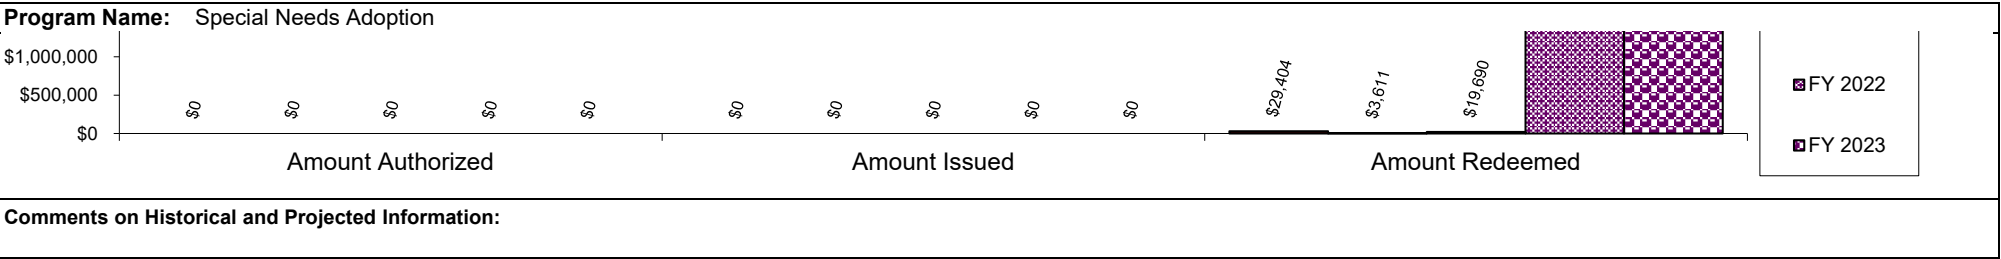 Program Name: Special Needs Adoption
$1,000,000
$500,000
$0
$0 $0 $0 $0 $0 $0 $0 $0 $0 $0 $29,404 $3,611 $19,690
Amount Authorized Amount Issued Amount Redeemed
FY 2022
FY 2023
Comments on Historical and Projected Information: